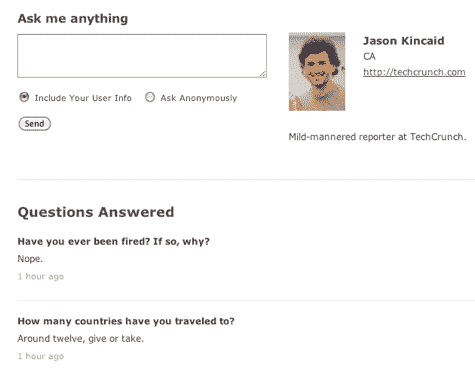 Ask me anything
Include Your User Info
Ask Anonymously
Send
Jason Kincaid
CA
http://techcrunch.com
Mild-mannered reporter at TechCrunch.
Questions Answered
Have you ever been fired? If so, why?
Nope.
1 hour ago
How many countries have you traveled to?
Around twelve, give or take.
1 hour ago